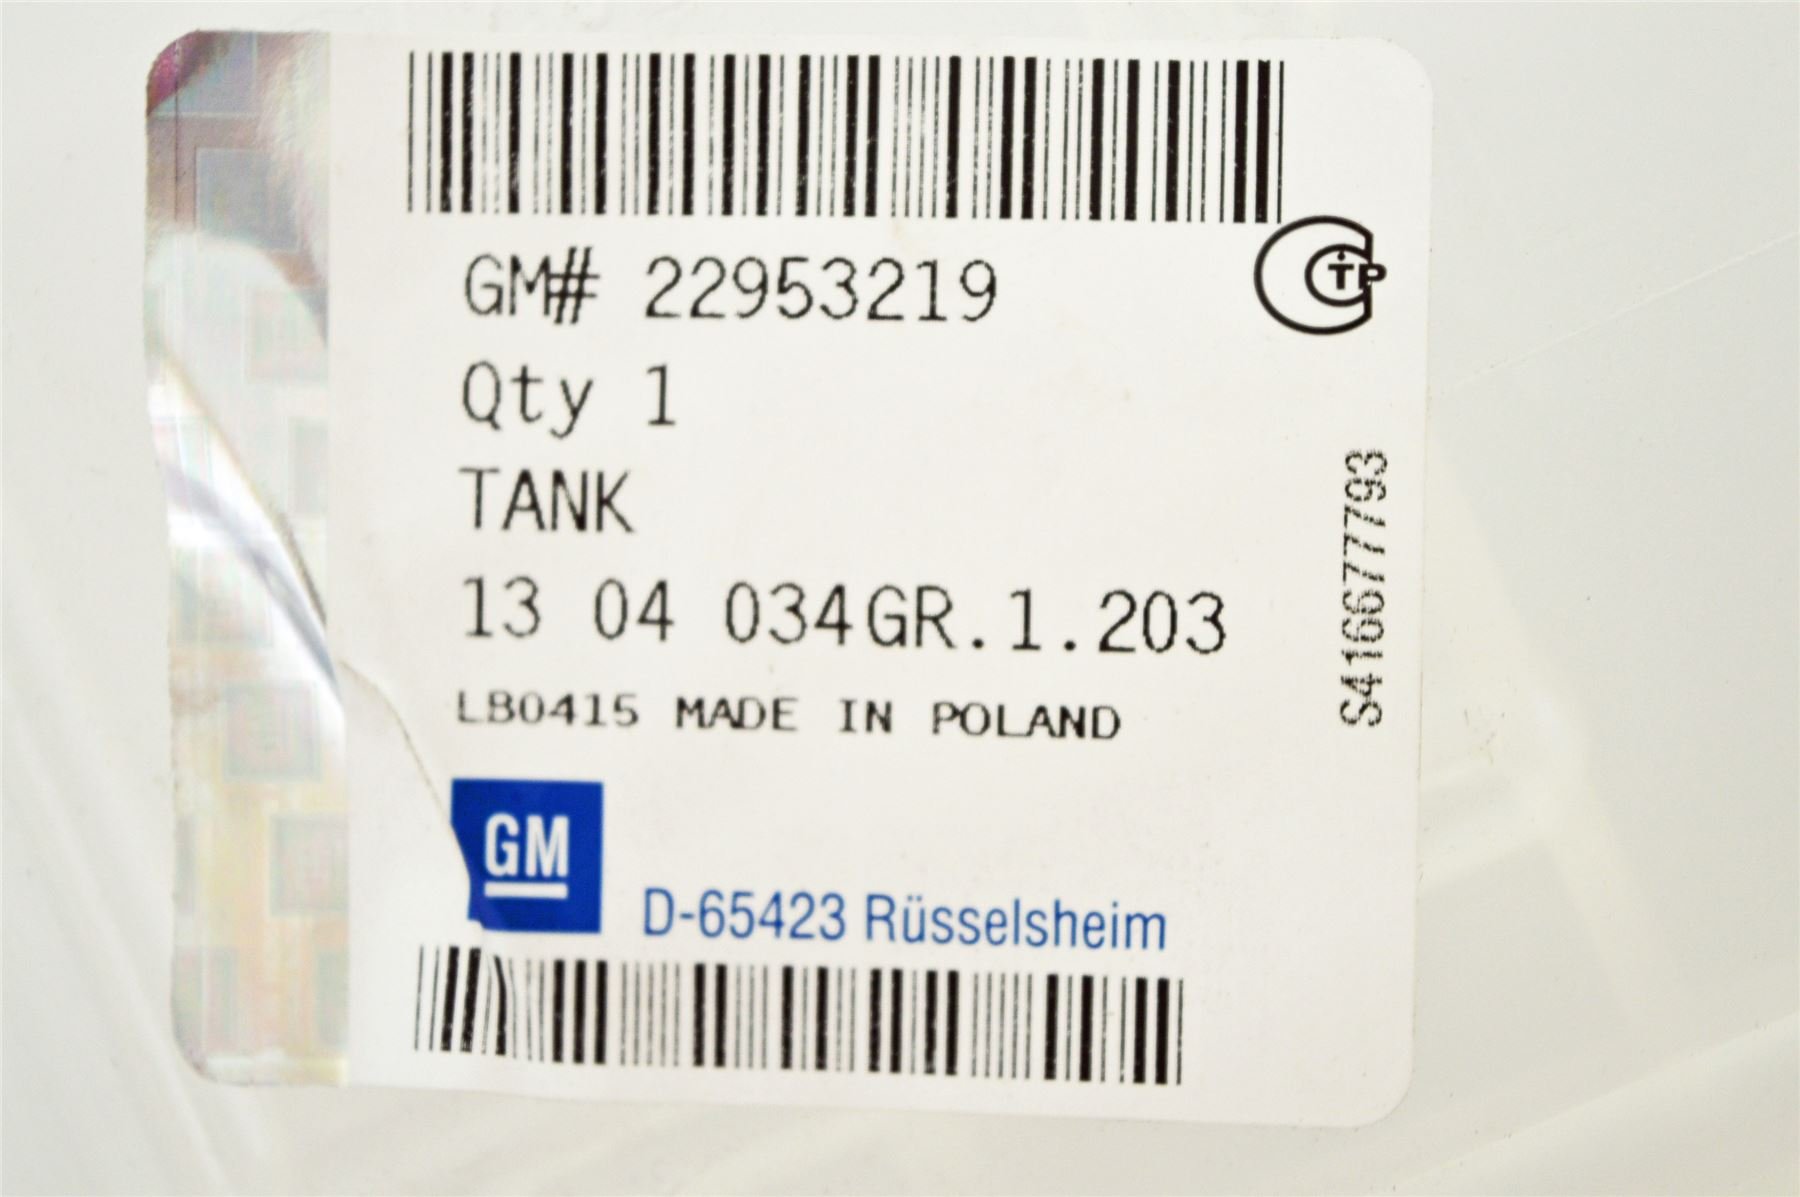 GM# 22953219
Qty 1
TANK
13 04 034GR.1.203
LB0415 MADE IN POLAND
GM
D-65423 Rüsselsheim
S416677793